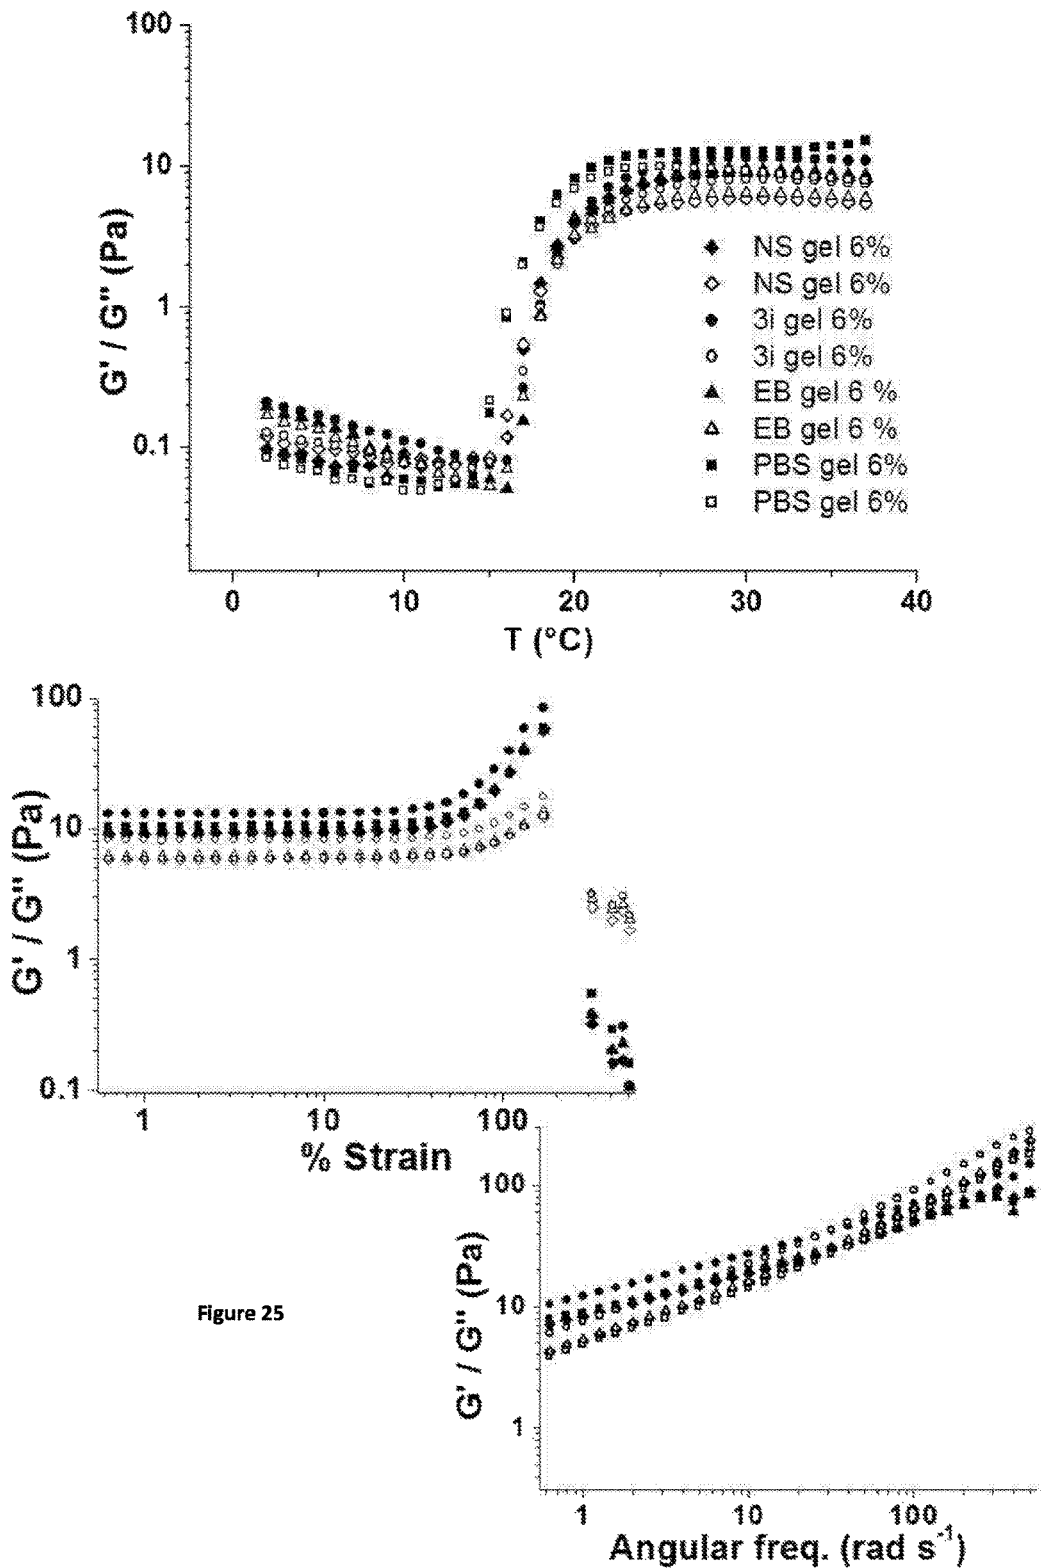 100
10
1
0.1
G' / G" (Pa)
NS gel 6%
NS gel 6%
3i gel 6%
3i gel 6%
EB gel 6 %
EB gel 6 %
PBS gel 6%
PBS gel 6%
0 10 20 30 40
T (°C)
100
10
1
0.1
G' / G" (Pa)
1 10 100
% Strain
100
100
10
1
G' / G" (Pa)
1 10 100
Angular freq. (rad s-1)
Figure 25